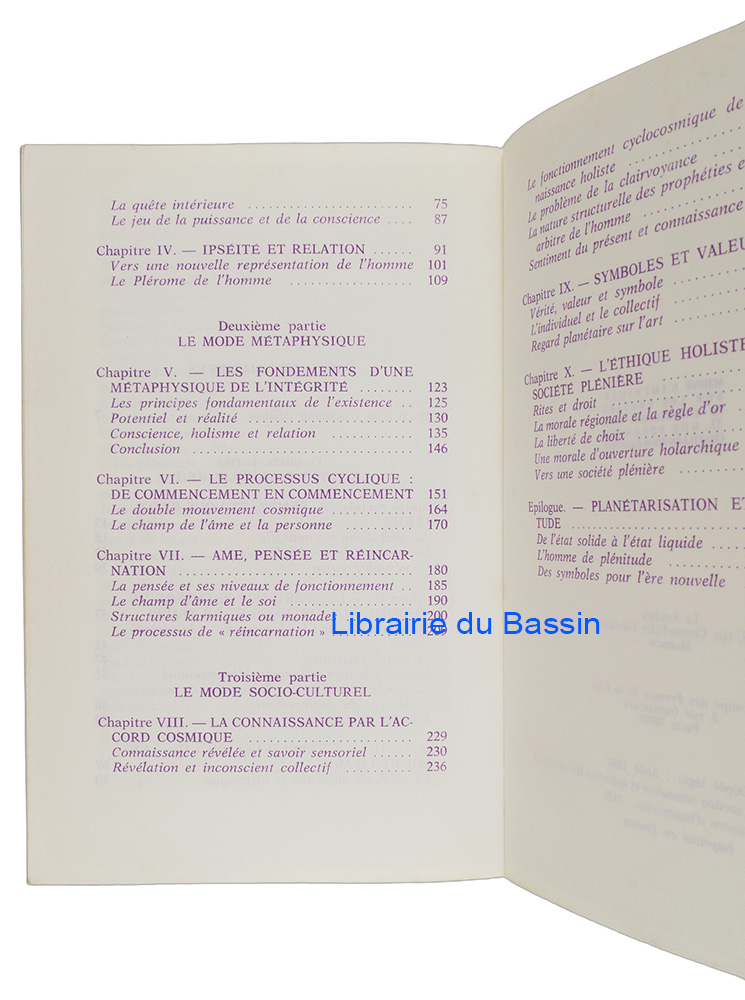 La quête intérieure ........................ 75
Le jeu de la puissance et de la conscience .... 87
Chapitre IV. — IPSÉITÉ ET RELATION ...... 91
Vers une nouvelle représentation de l'homme 101
Le Plérome de l'homme .................. 109
Deuxième partie
LE MODE MÉTAPHYSIQUE
Chapitre V. — LES FONDEMENTS D'UNE
MÉTAPHYSIQUE DE L'INTÉGRITÉ ........ 123
Les principes fondamentaux de l'existence .. 125
Potentiel et réalité ...................... 130
Conscience, holisme et relation .......... 135
Conclusion .............................. 146
Chapitre VI. — LE PROCESSUS CYCLIQUE :
DE COMMENCEMENT EN COMMENCEMENT 151
Le double mouvement cosmique .......... 164
Le champ de l'âme et la personne ........ 170
Chapitre VII. — AME, PENSÉE ET RÉINCAR-
NATION .................................. 180
La pensée et ses niveaux de fonctionnement .. 185
Le champ d'âme et le soi ................ 190
Structures karmiques ou monades 200
Le processus de « réincarnation » 209
Librairie du Bassin
Troisième partie
LE MODE SOCIO-CULTUREL
Chapitre VIII. — LA CONNAISSANCE PAR L'AC-
CORD COSMIQUE ........................ 229
Connaissance révélée et savoir sensoriel .... 230
Révélation et inconscient collectif .......... 236
Le fonctionnement cyclocosmique de
naissance holiste ..........
Le problème de la clairvoyance
La nature structurelle des prophéties e
arbitre de l'homme ..........
Sentiment du présent et connaissance
Chapitre IX. — SYMBOLES ET VALEU
Vérité, valeur et symbole ........
L'individuel et le collectif ........
Regard planétaire sur l'art ........
Chapitre X. — L'ÉTHIQUE HOLISTE
SOCIÉTÉ PLÉNIÈRE
Rites et droit ..........
La morale régionale et la règle d'or ..
La liberté de choix ..........
Une morale d'ouverture holarchique
Vers une société plénière ........
Epilogue. — PLANÉTARISATION ET
TUDE ..........
De l'état solide à l'état liquide ......
L'homme de plénitude ..........
Des symboles pour l'ère nouvelle